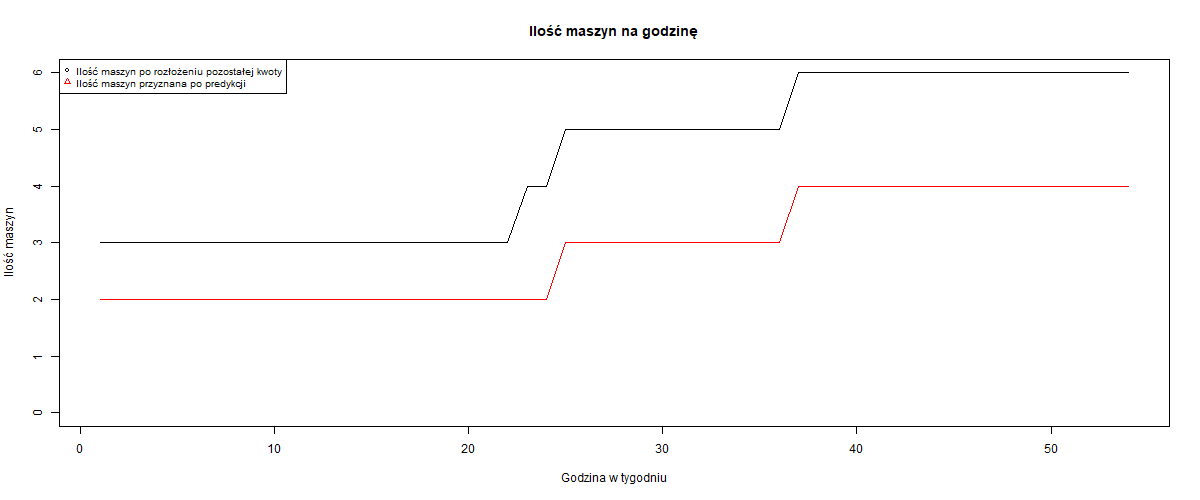 Ilość maszyn na godzinę
Ilość maszyn po rozłożeniu pozostałej kwoty
Ilość maszyn przyznana po predykcji
Ilość maszyn
6
5
4
3
2
1
0
0 10 20 30 40 50
Godzina w tygodniu